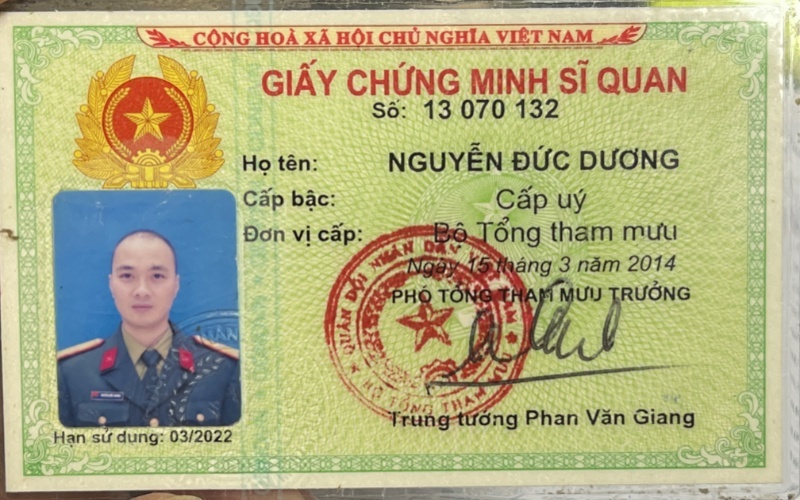 CỘNG HOÀ XÃ HỘI CHỦ NGHĨA VIỆT NAM
GIẤY CHỨNG MINH SĨ QUAN
Số: 13 070 132
Họ tên: NGUYỄN ĐỨC DƯƠNG
Cấp bậc: Cấp uý
Đơn vị cấp: Bộ Tổng tham mưu
Ngày 15 tháng 3 năm 2014
PHÓ TỔNG THAM MƯU TRƯỞNG
QUÂN ĐỘI NHÂN DÂN
BỘ TỔNG THAM
Trung tướng Phan Văn Giang
Hạn sử dụng: 03/2022